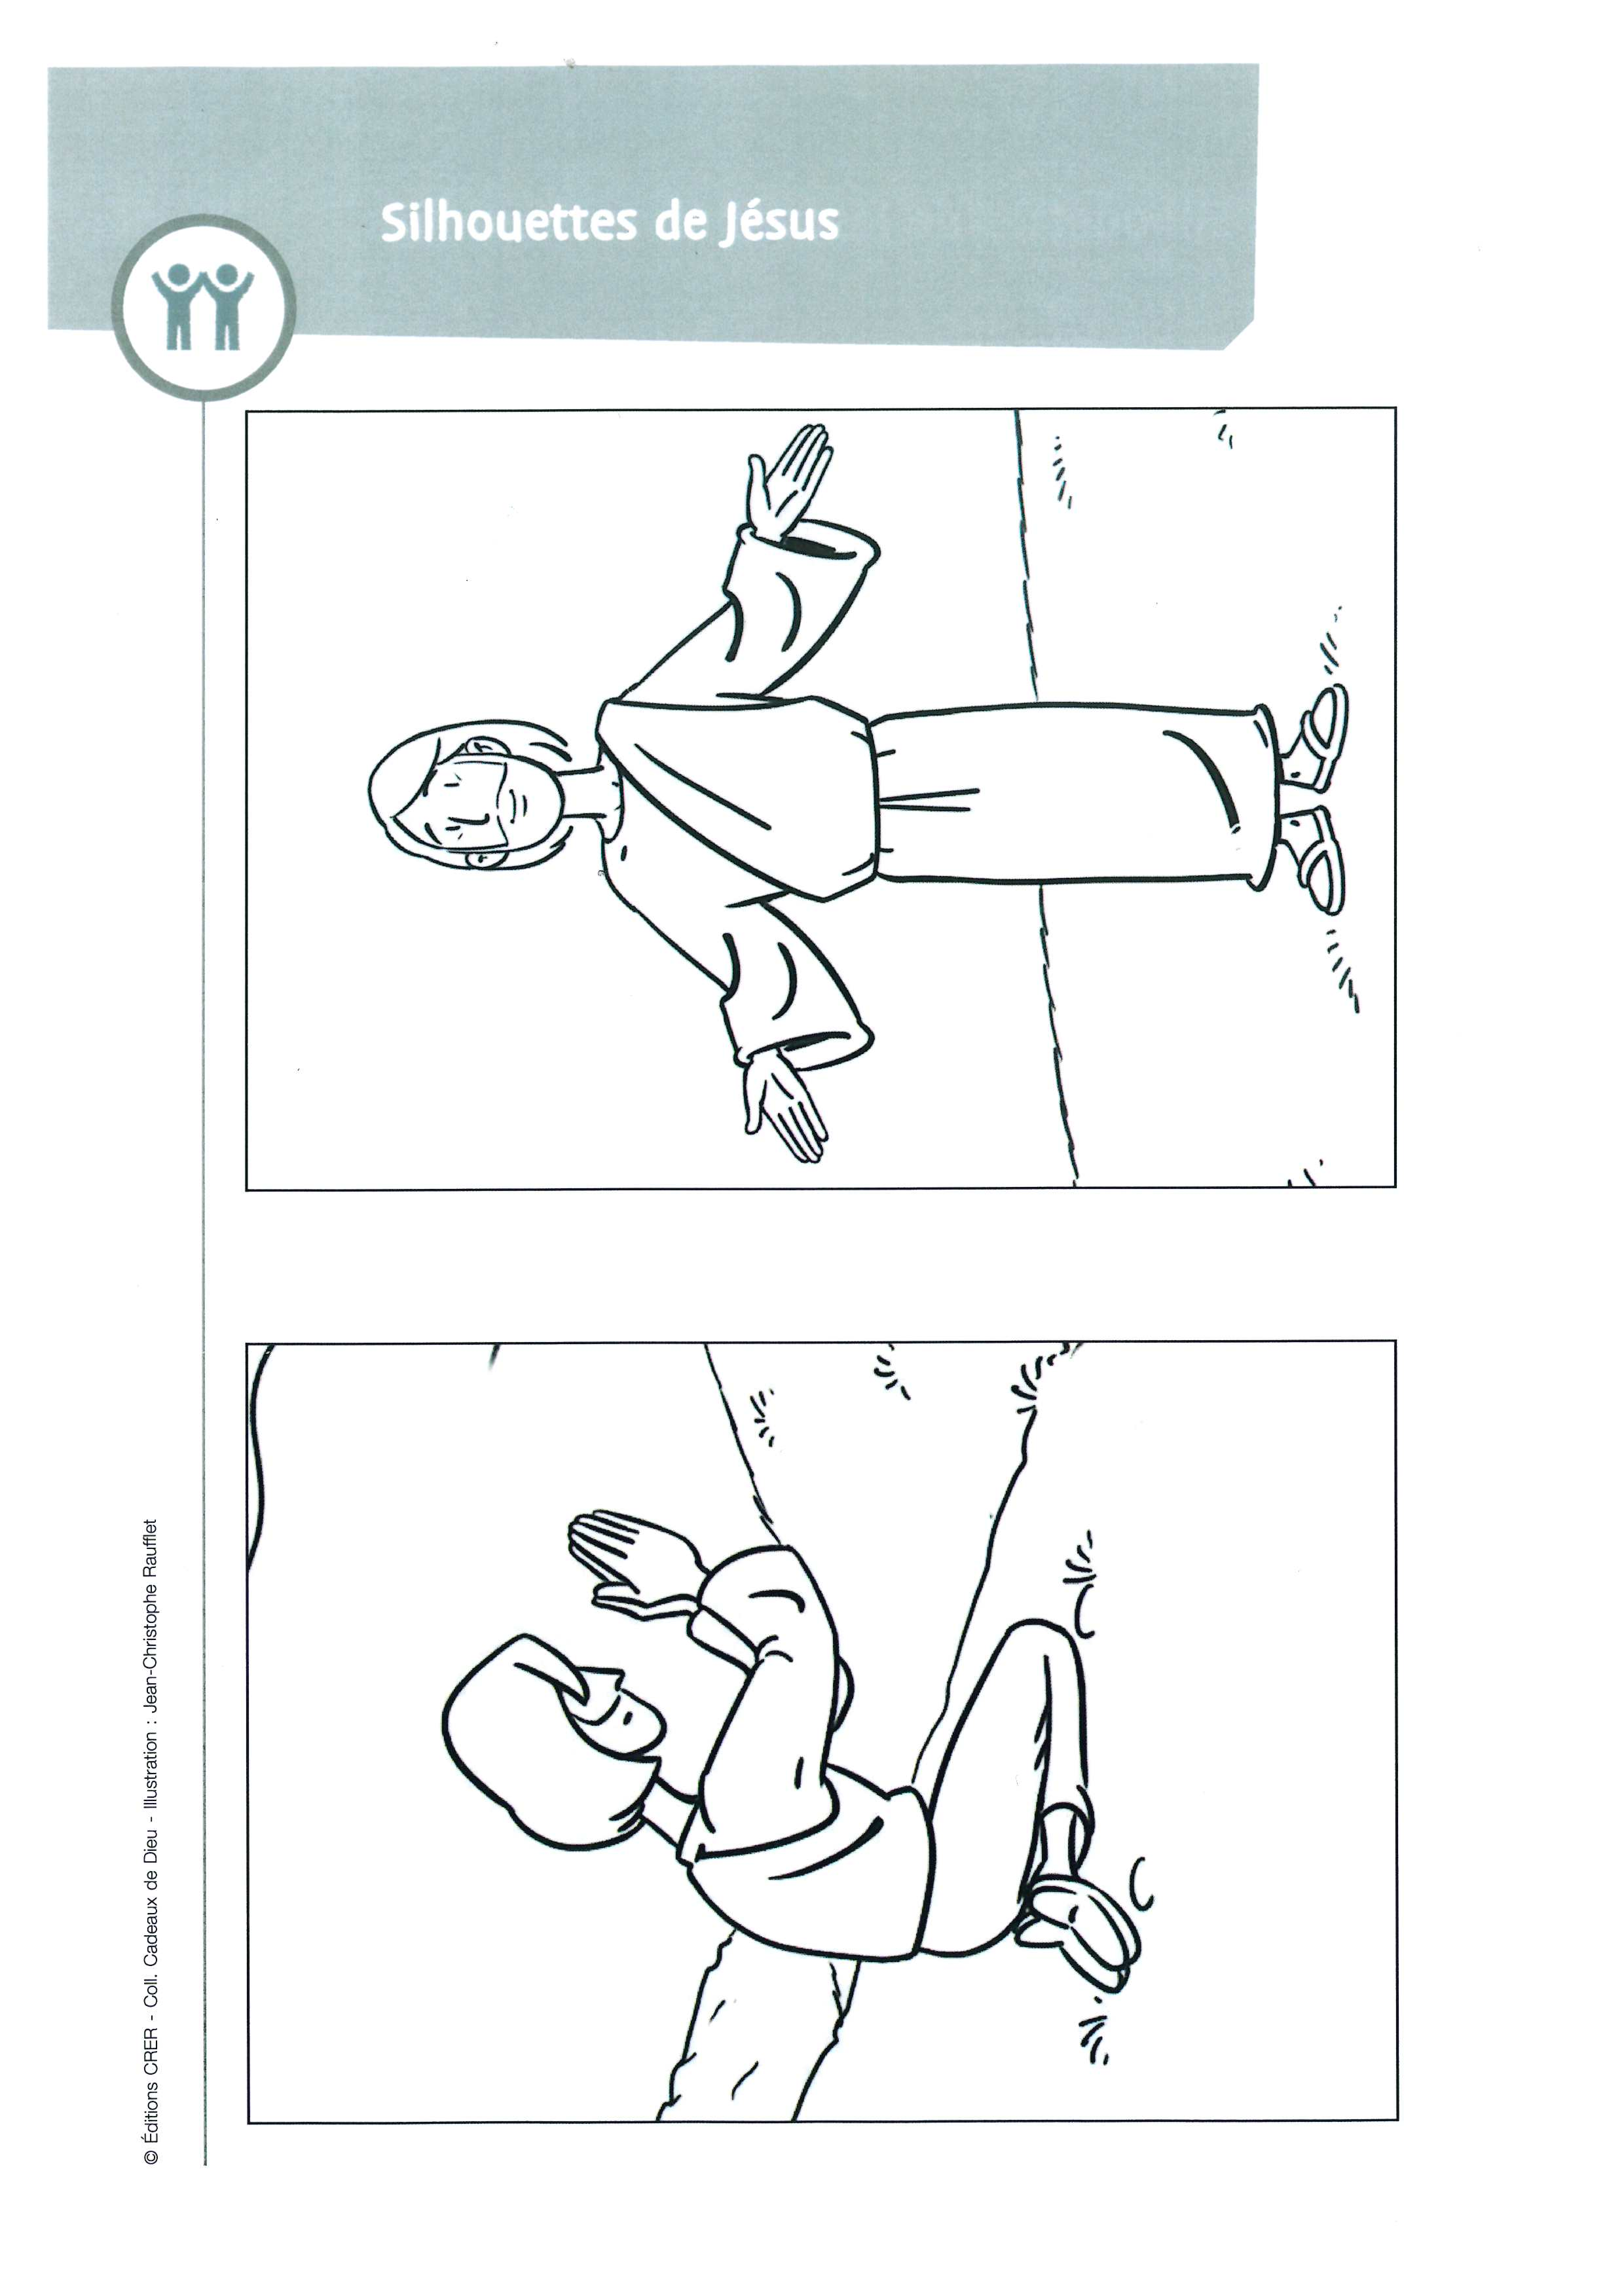 Silhouettes de Jésus
© Éditions CRER - Coll. Cadeaux de Dieu - Illustration : Jean-Christophe Raufflet